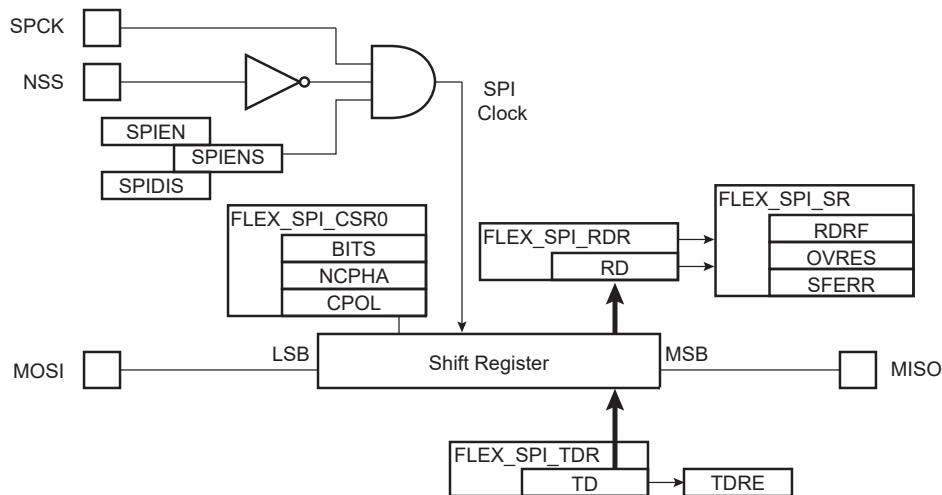 SPCK
NSS
SPI
Clock
SPIEN
SPIENS
SPIDIS
FLEX_SPI_CSR0
BITS
NCPHA
CPOL
FLEX_SPI_RDR
RD
FLEX_SPI_SR
RDRF
OVRES
SFERR
MOSI
LSB
Shift Register
MSB
MISO
FLEX_SPI_TDR
TD
TDRE